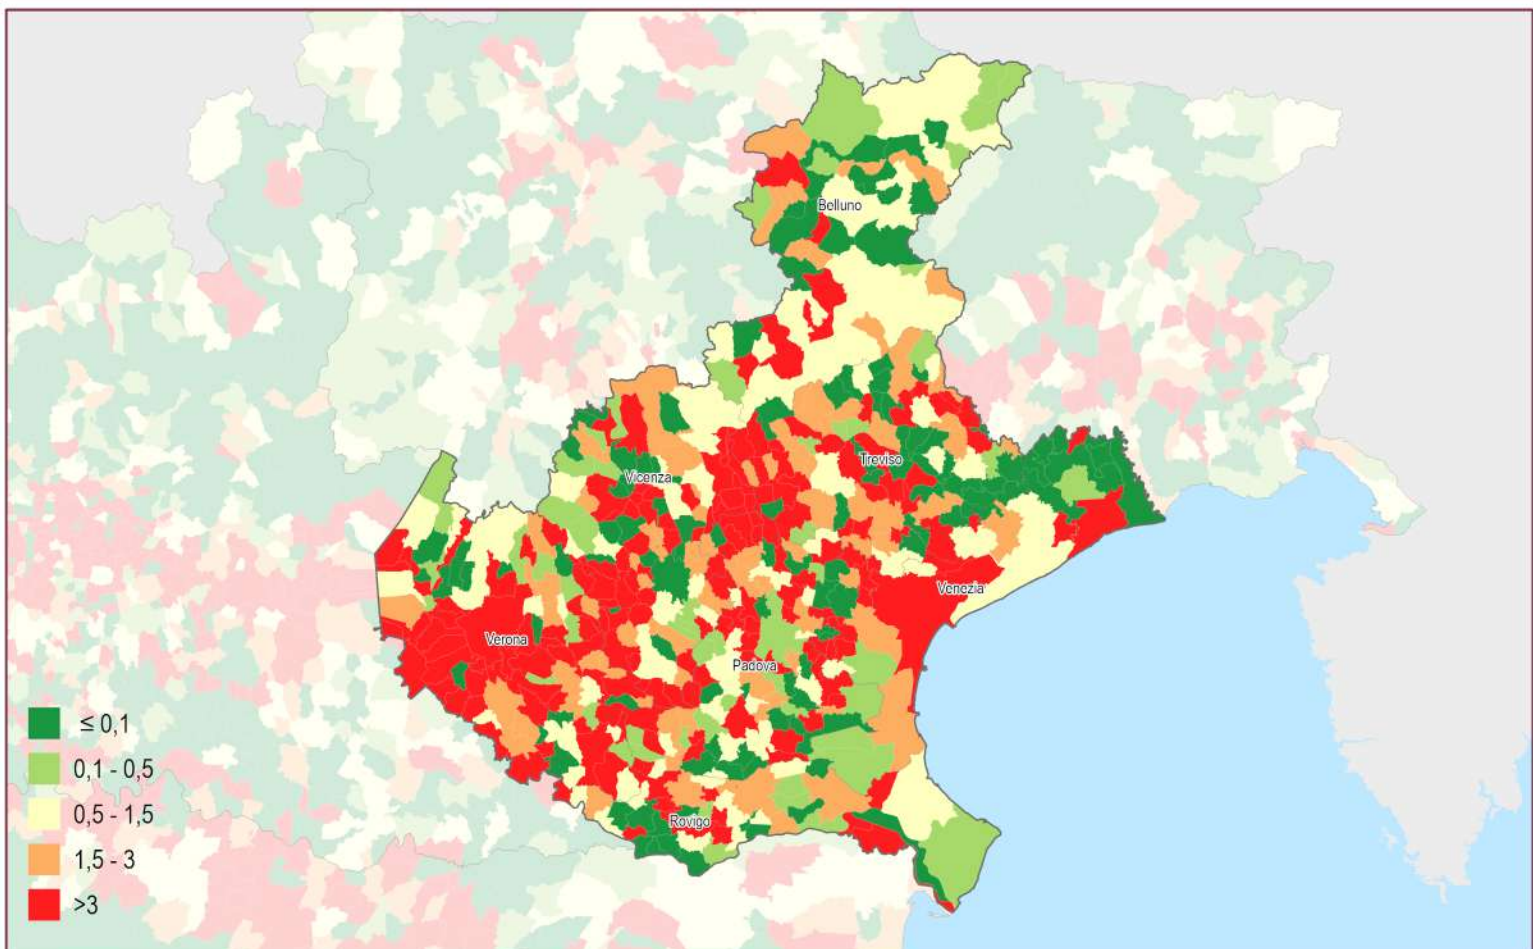 Belluno
Treviso
Vicenza
Venezia
Verona
Padova
Rovigo
≤ 0,1
0,1 - 0,5
0,5 - 1,5
1,5 - 3
>3